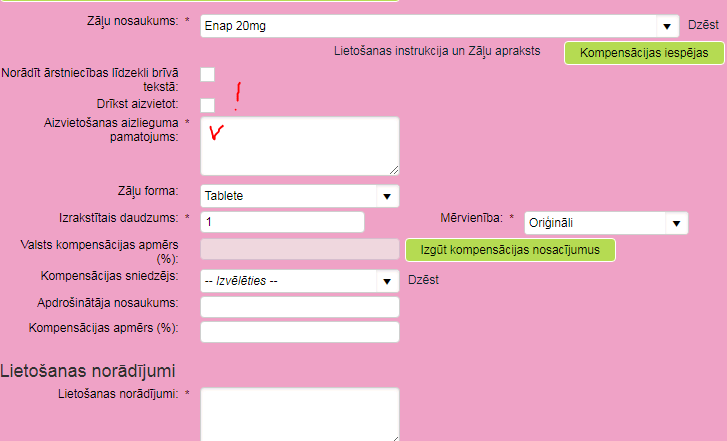 Zāļu nosaukums: * Enap 20mg Dzēst
Lietošanas instrukcija un Zāļu apraksts Kompensācijas iespējas
Norādīt ārstniecības līdzekli brīvā
tekstā:
Drīkst aizvietot: !
Aizvietošanas aizlieguma * v
pamatojums:
Zāļu forma: Tablete
Izrakstītais daudzums: * 1 Mērvienība: * Oriģināli
Valsts kompensācijas apmērs
(%): Izgūt kompensācijas nosacījumus
Kompensācijas sniedzējs: -- Izvēlēties -- Dzēst
Apdrošinātāja nosaukums:
Kompensācijas apmērs (%):
Lietošanas norādījumi
Lietošanas norādījumi: *